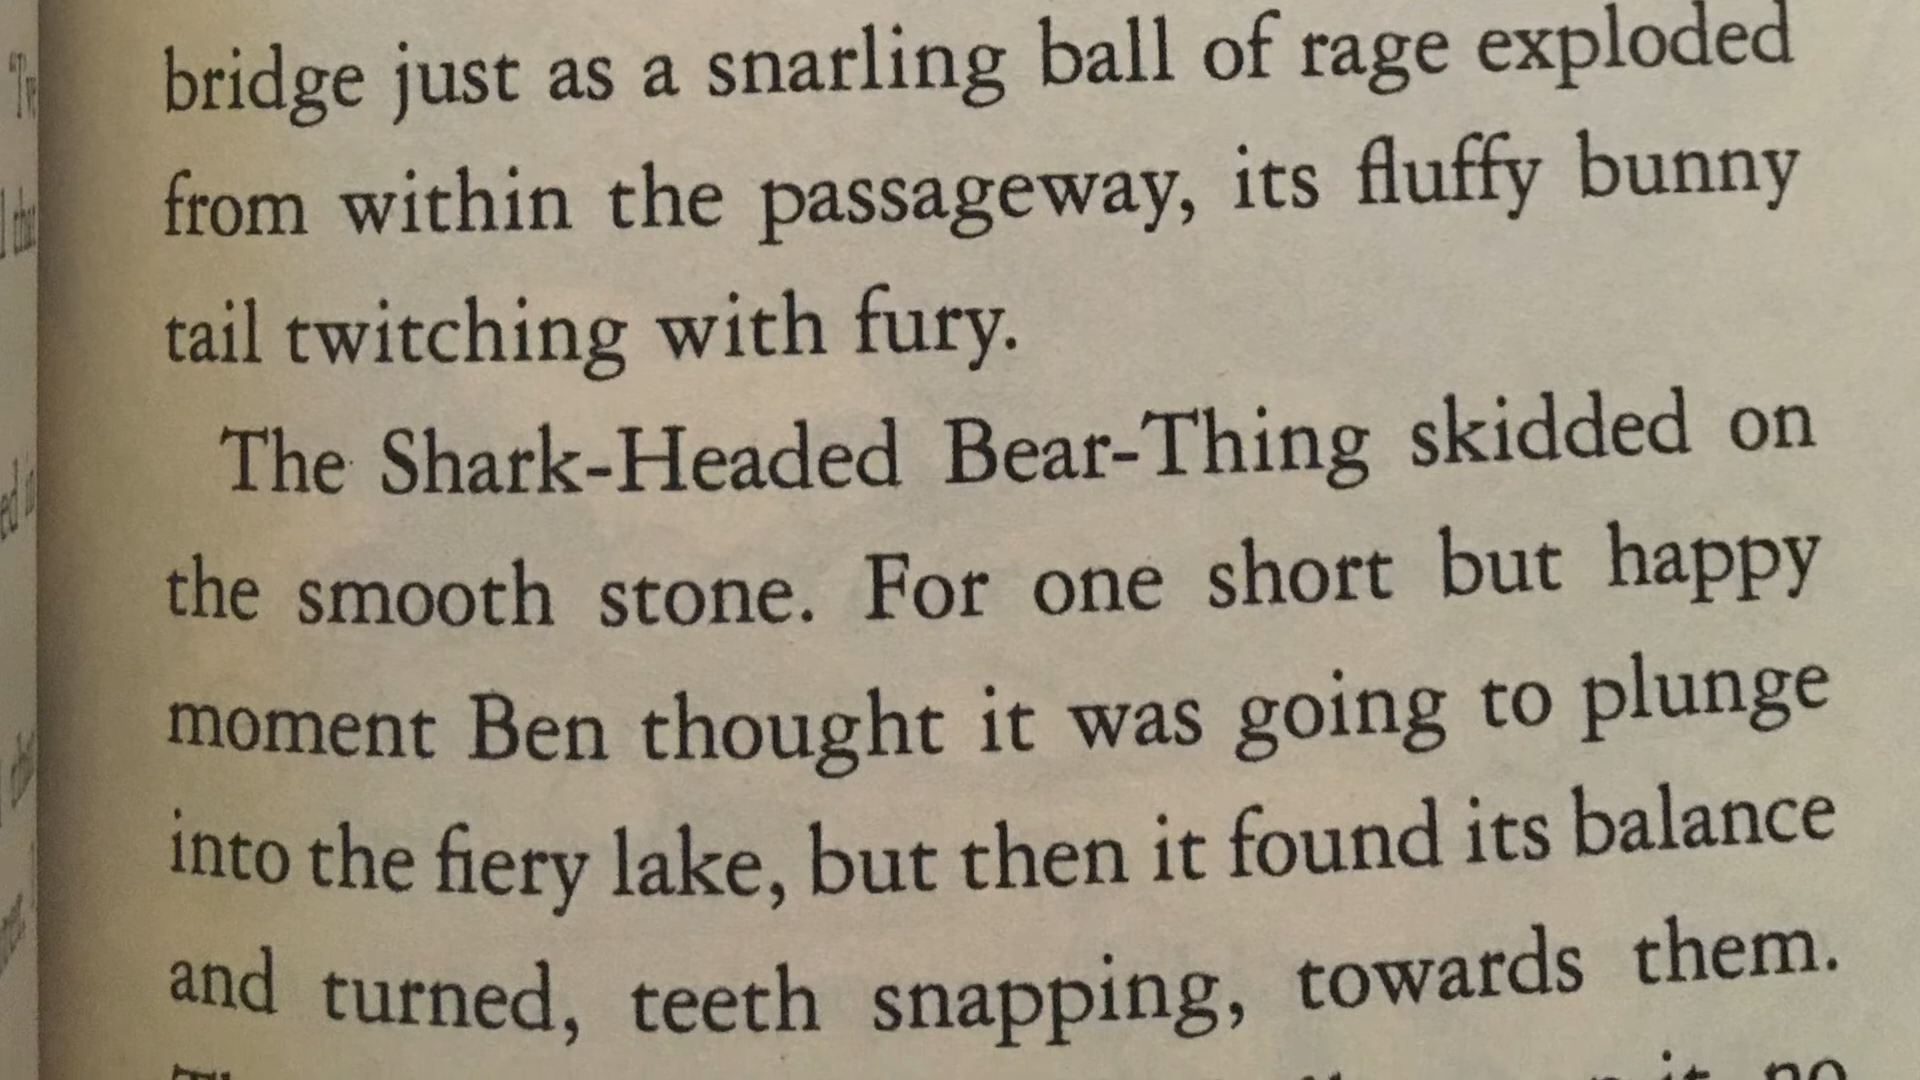 bridge just as a snarling ball of rage exploded
from within the passageway, its fluffy bunny
tail twitching with fury.
The Shark-Headed Bear-Thing skidded on
the smooth stone. For one short but happy
moment Ben thought it was going to plunge
into the fiery lake, but then it found its balance
and turned, teeth snapping, towards them.
it no